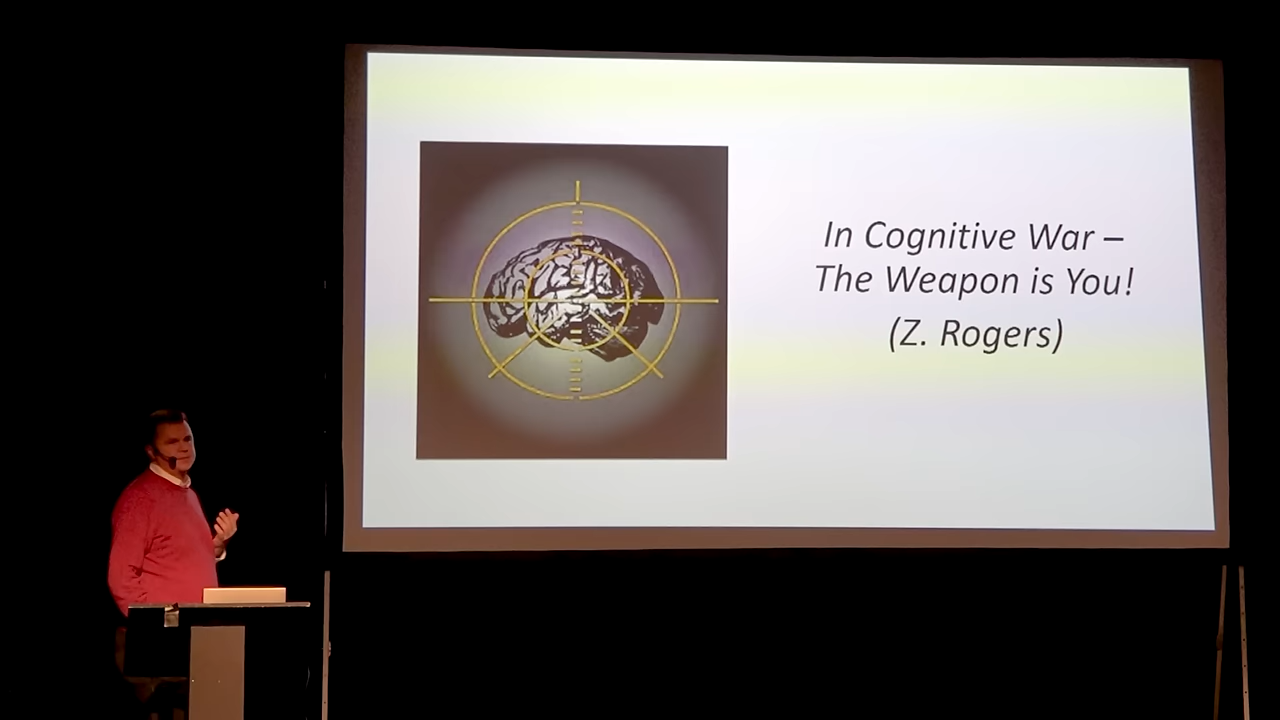 In Cognitive War –
The Weapon is You!
(Z. Rogers)